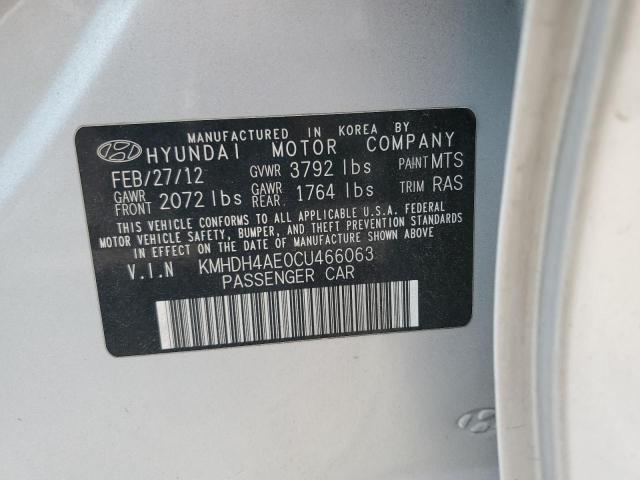 MANUFACTURED IN KOREA BY
HYUNDAI MOTOR COMPANY
FEB/27/12 GVWR 3792 lbs PAINT MTS
GAWR FRONT 2072 lbs GAWR REAR. 1764 lbs TRIM RAS
THIS VEHICLE CONFORMS TO ALL APPLICABLE U.S.A. FEDERAL
MOTOR VEHICLE SAFETY, BUMPER, AND THEFT PREVENTION STANDARDS
IN EFFECT ON THE DATE OF MANUFACTURE SHOWN ABOVE.
V.I.N KMHDH4AE0CU466063
PASSENGER CAR